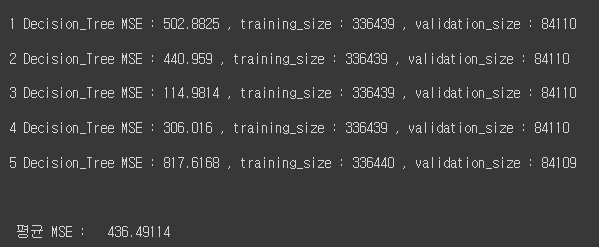 1 Decision_Tree MSE : 502.8825 , training_size : 336439 , validation_size : 84110
2 Decision_Tree MSE : 440.959 , training_size : 336439 , validation_size : 84110
3 Decision_Tree MSE : 114.9814 , training_size : 336439 , validation_size : 84110
4 Decision_Tree MSE : 306.016 , training_size : 336439 , validation_size : 84110
5 Decision_Tree MSE : 817.6168 , training_size : 336440 , validation_size : 84109
평균 MSE : 436.49114